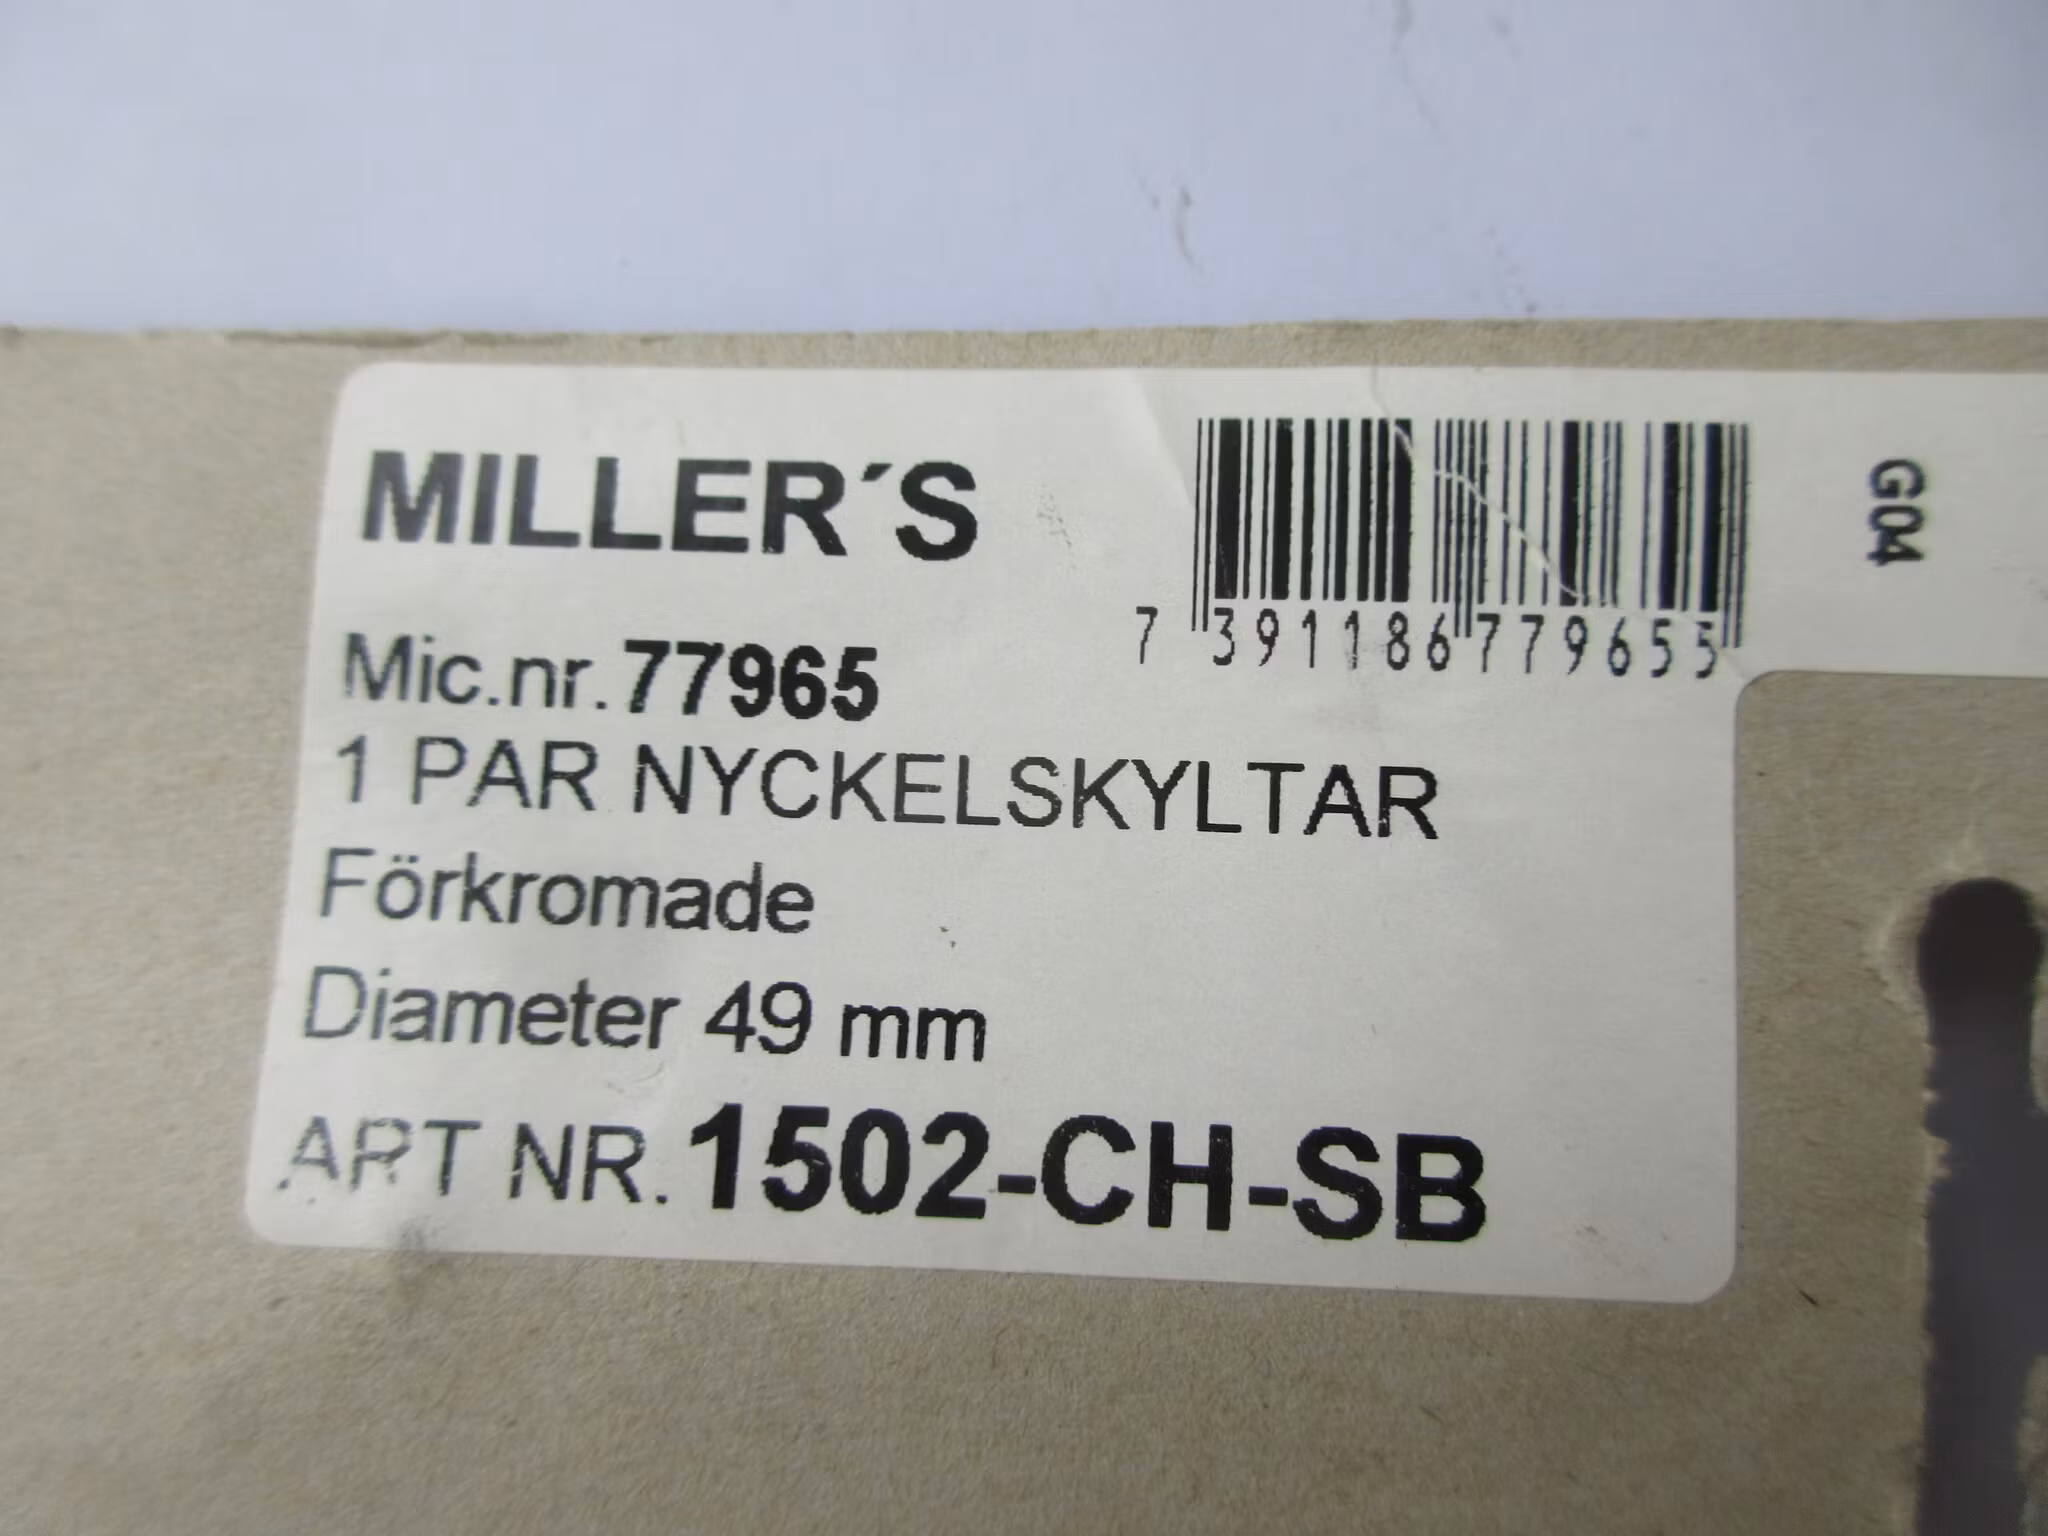 MILLER´S
7 391186 779655
G04
Mic.nr. 77965
1 PAR NYCKELSKYLTAR
Förkromade
Diameter 49 mm
ART NR. 1502-CH-SB